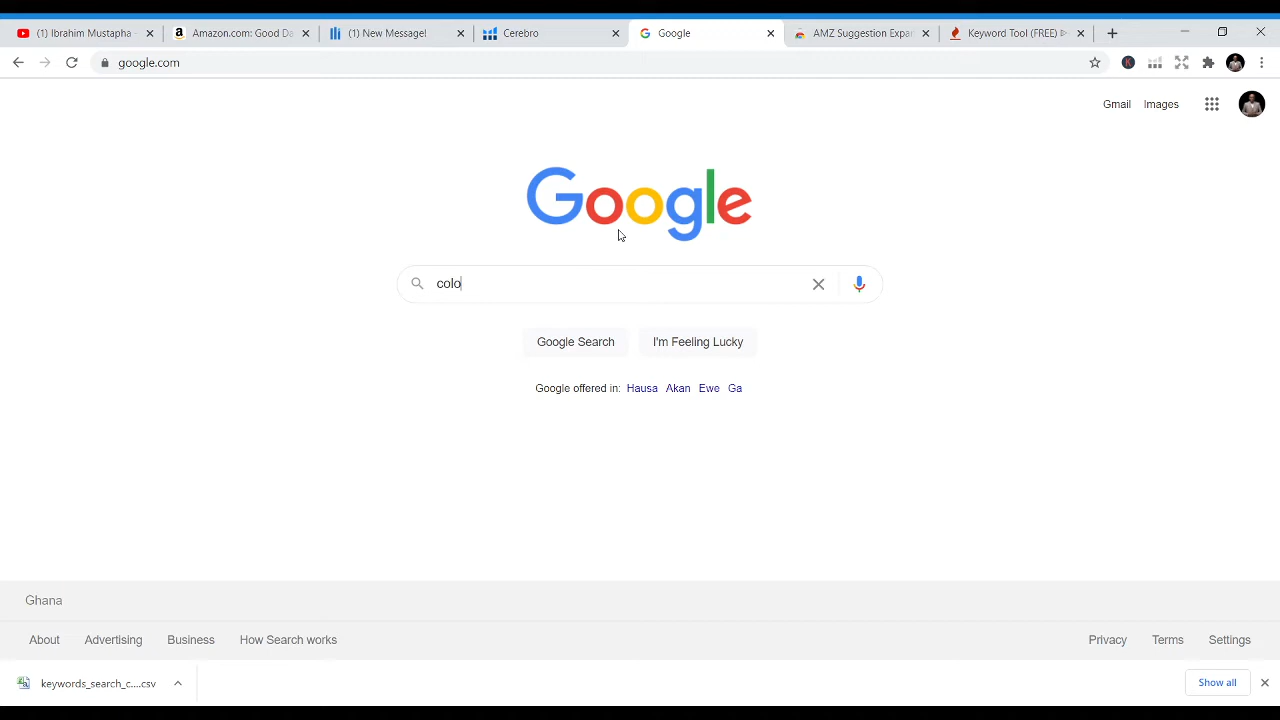 (1) Ibrahim Mustapha
Amazon.com: Good Do
(1) New Message!
Cerebro
Google
AMZ Suggestion Expan
Keyword Tool (FREE)
google.com
K
Gmail
Images
Google
colo
Google Search
I'm Feeling Lucky
Google offered in: Hausa Akan Ewe Ga
Ghana
About
Advertising
Business
How Search works
Privacy
Terms
Settings
keywords_search_c....csv
Show all